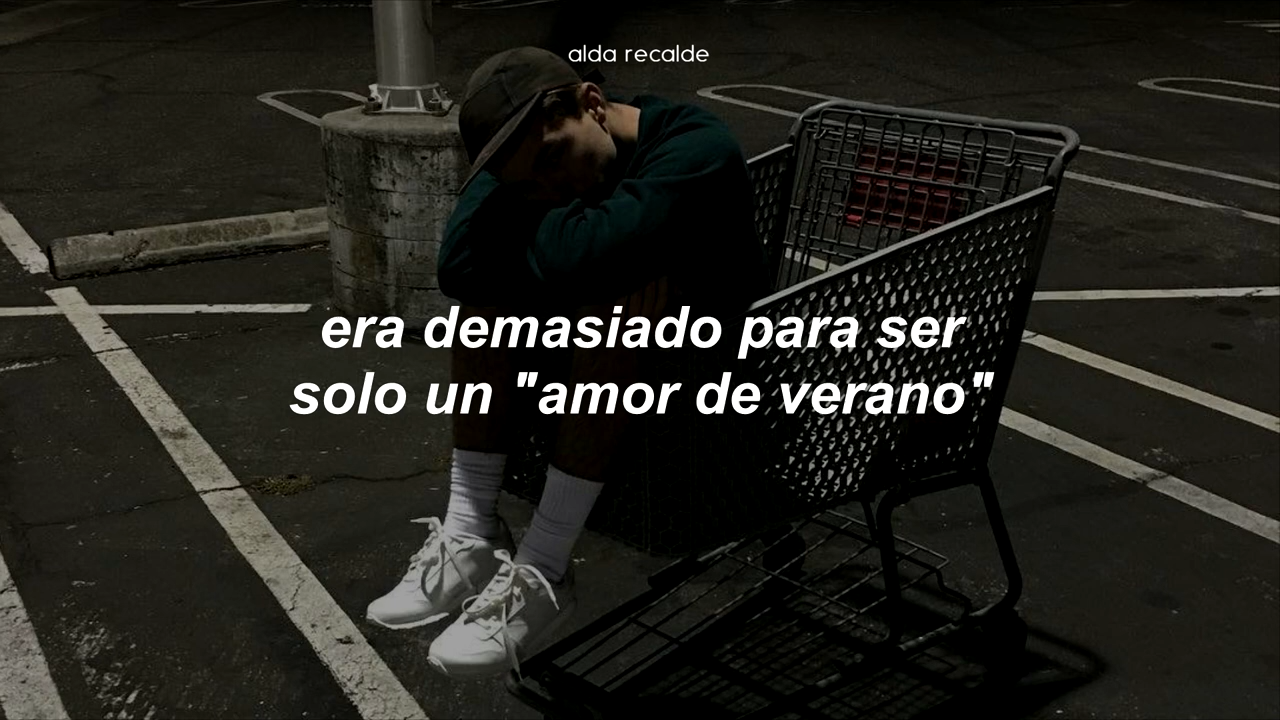 alda recalde
era demasiado para ser
solo un "amor de verano"